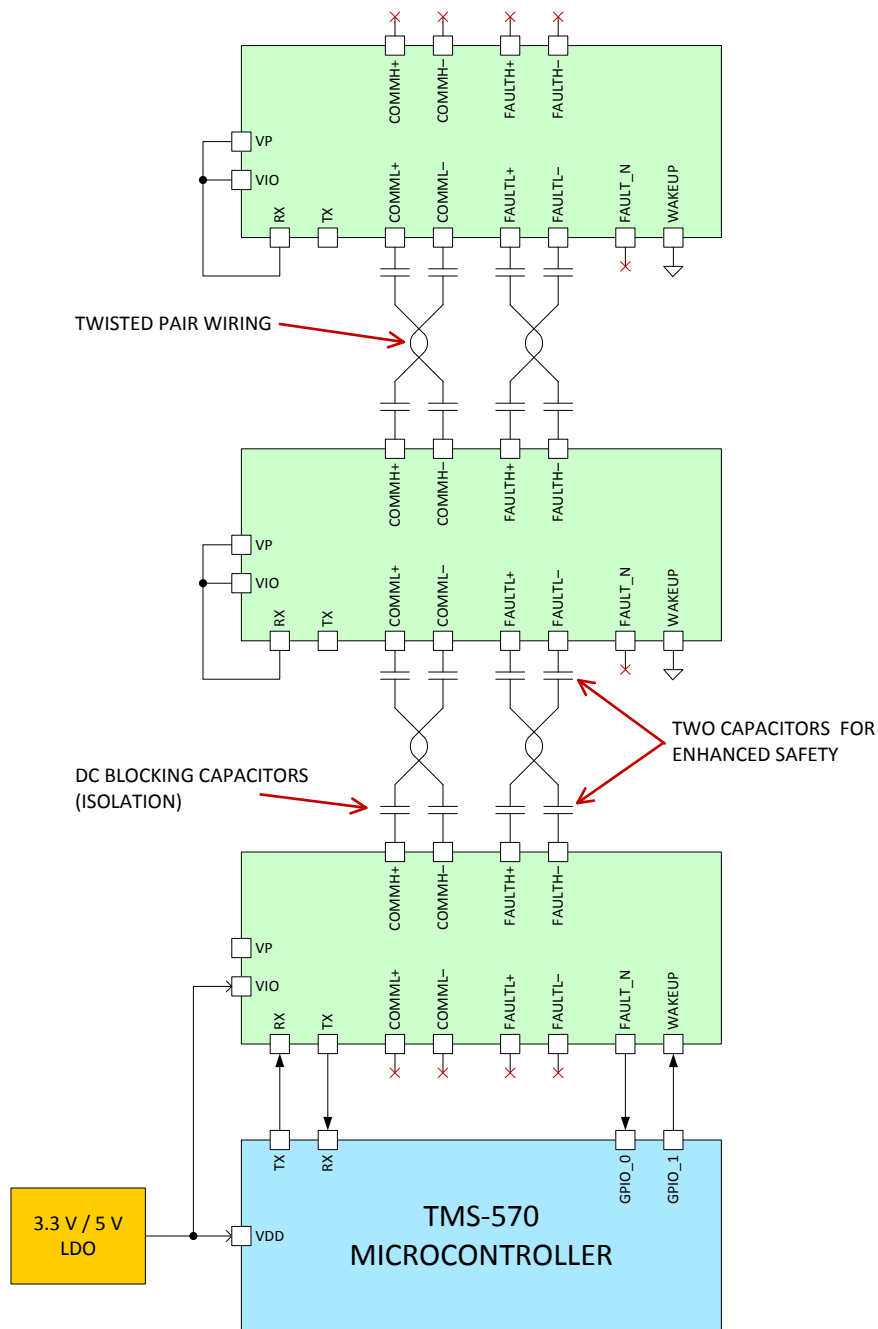 COMMH+
COMMH–
FAULTH+
FAULTH–
VP
VIO
RX
TX
COMML+
COMML–
FAULTL+
FAULTL–
FAULT_N
WAKEUP
TWISTED PAIR WIRING
COMMH+
COMMH–
FAULTH+
FAULTH–
VP
VIO
RX
TX
COMML+
COMML–
FAULTL+
FAULTL–
FAULT_N
WAKEUP
TWO CAPACITORS FOR
ENHANCED SAFETY
DC BLOCKING CAPACITORS
(ISOLATION)
COMMH+
COMMH–
FAULTH+
FAULTH–
VP
VIO
RX
TX
COMML+
COMML–
FAULTL+
FAULTL–
FAULT_N
WAKEUP
TX
RX
GPIO_0
GPIO_1
3.3 V / 5 V
LDO
VDD
TMS-570
MICROCONTROLLER